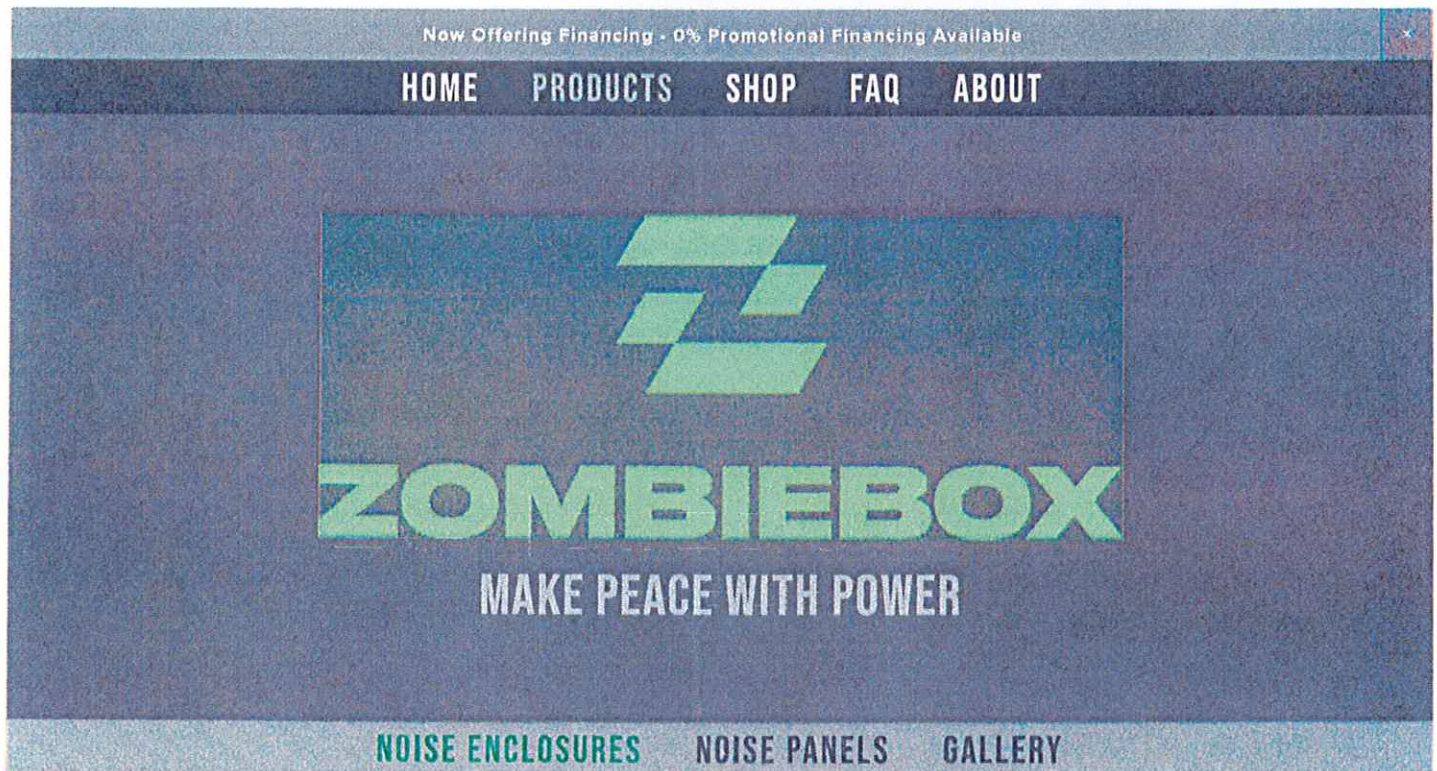 Now Offering Financing - 0% Promotional Financing Available ×
HOME PRODUCTS SHOP FAQ ABOUT
Z
ZOMBIEBOX
MAKE PEACE WITH POWER
NOISE ENCLOSURES NOISE PANELS GALLERY